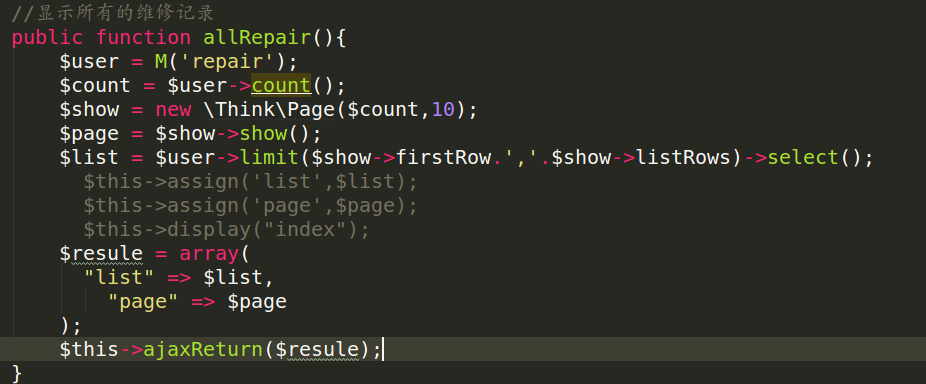 //显示所有的维修记录
public function allRepair(){
$user = M('repair');
$count = $user->count();
$show = new \Think\Page($count,10);
$page = $show->show();
$list = $user->limit($show->firstRow.','.$show->listRows)->select();
$this->assign('list',$list);
$this->assign('page',$page);
$this->display("index");
$resule = array(
"list" => $list,
"page" => $page
);
$this->ajaxReturn($resule);
}